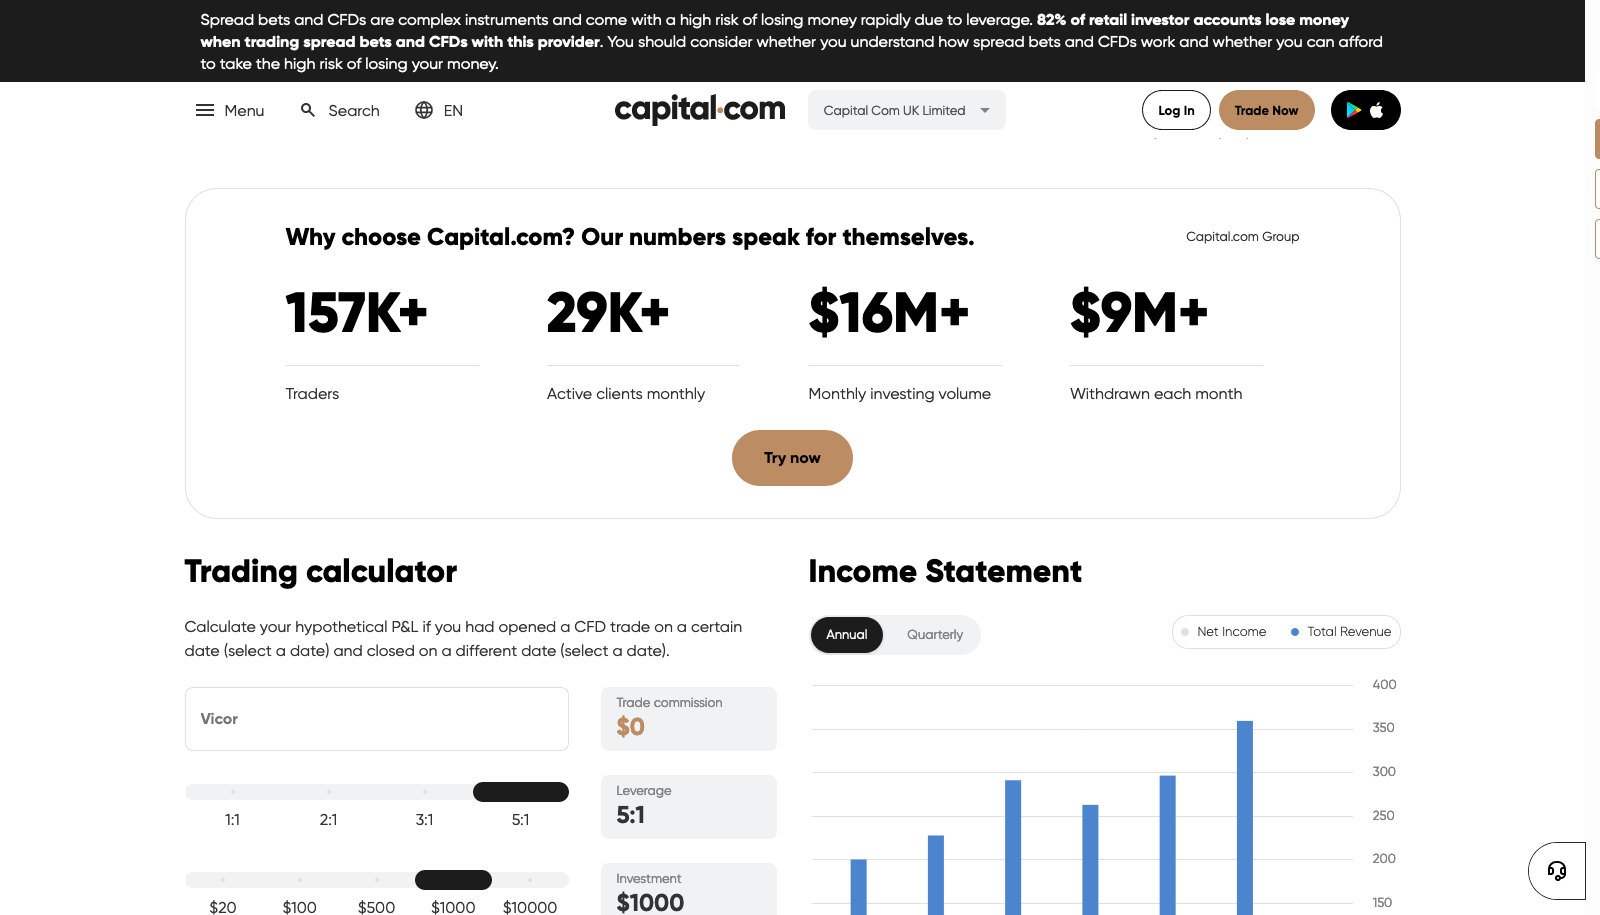 Spread bets and CFDs are complex instruments and come with a high risk of losing money rapidly due to leverage. 82% of retail investor accounts lose money
when trading spread bets and CFDs with this provider. You should consider whether you understand how spread bets and CFDs work and whether you can afford
to take the high risk of losing your money.
Menu
Search
EN
capital.com
Capital Com UK Limited
Log In
Trade Now
Why choose Capital.com? Our numbers speak for themselves.
Capital.com Group
157K+
29K+
$16M+
$9M+
Traders
Active clients monthly
Monthly investing volume
Withdrawn each month
Try now
Trading calculator
Calculate your hypothetical P&L if you had opened a CFD trade on a certain
date (select a date) and closed on a different date (select a date).
Vicor
Trade commission
$0
1:1
2:1
3:1
5:1
Leverage
5:1
$20
$100
$500
$1000
$10000
Investment
$1000
Income Statement
Annual
Quarterly
Net Income
Total Revenue
400
350
300
250
200
150